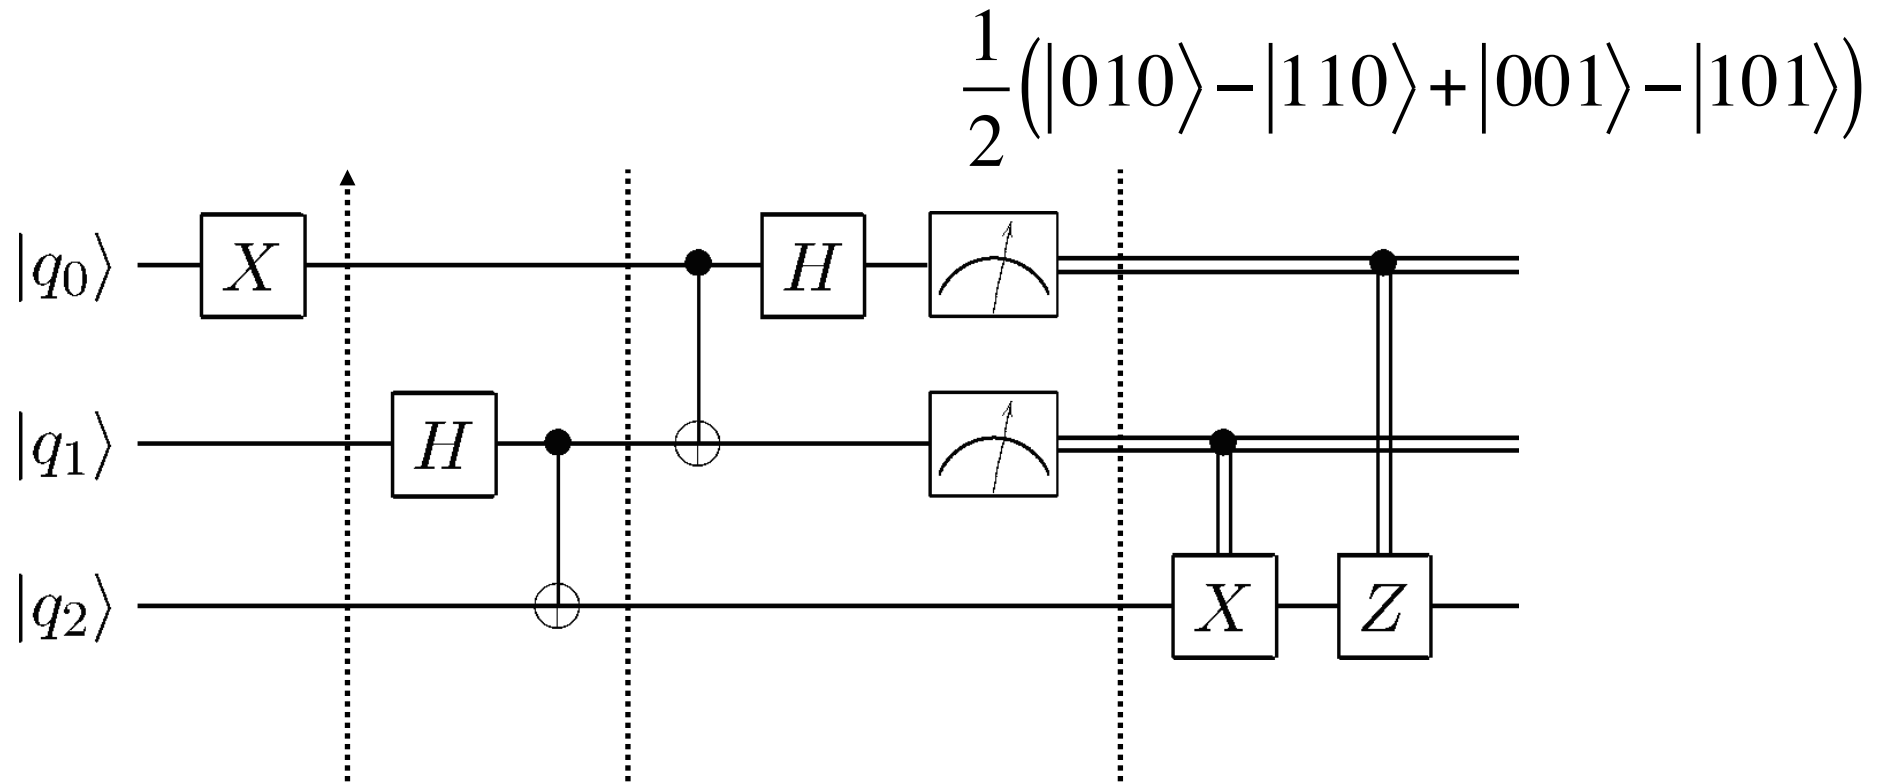 1/2(|010⟩−|110⟩+|001⟩−|101⟩)
|q₀⟩ X H
|q₁⟩ H
|q₂⟩ X Z